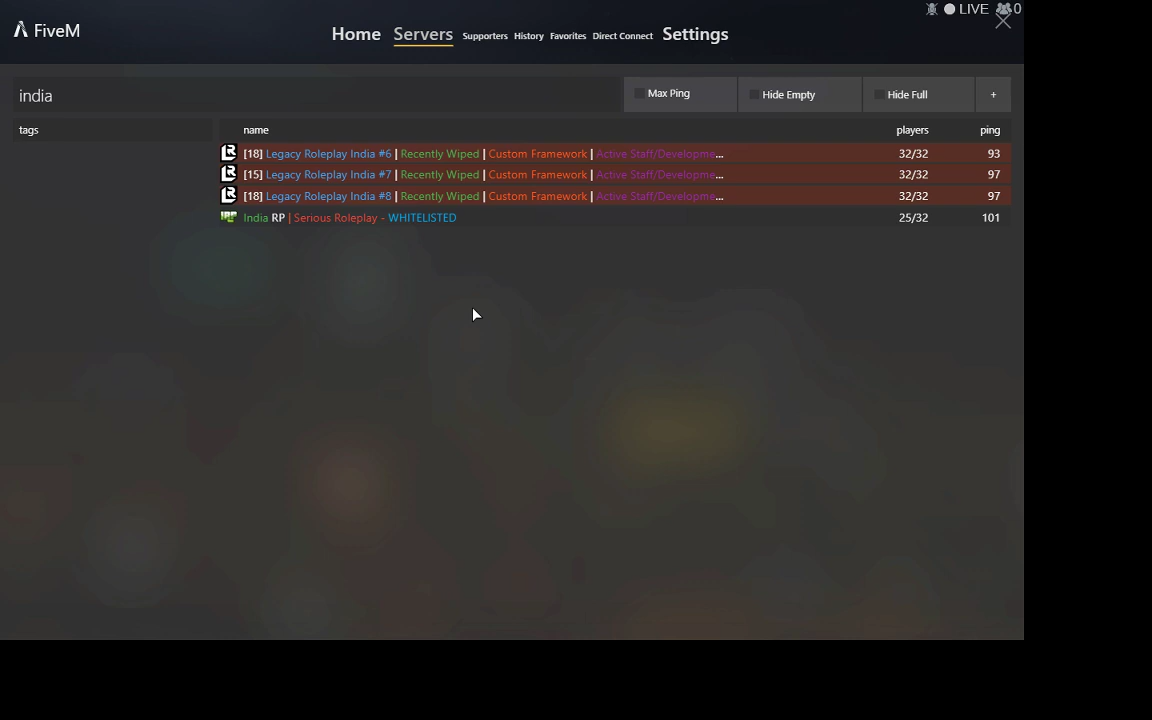 LIVE 0
FiveM
Home Servers Supporters History Favorites Direct Connect Settings
india
Max Ping Hide Empty Hide Full +
tags name players ping
[18] Legacy Roleplay India #6 | Recently Wiped | Custom Framework | Active Staff/Developme... 32/32 93
[15] Legacy Roleplay India #7 | Recently Wiped | Custom Framework | Active Staff/Developme... 32/32 97
[18] Legacy Roleplay India #8 | Recently Wiped | Custom Framework | Active Staff/Developme... 32/32 97
India RP | Serious Roleplay - WHITELISTED 25/32 101